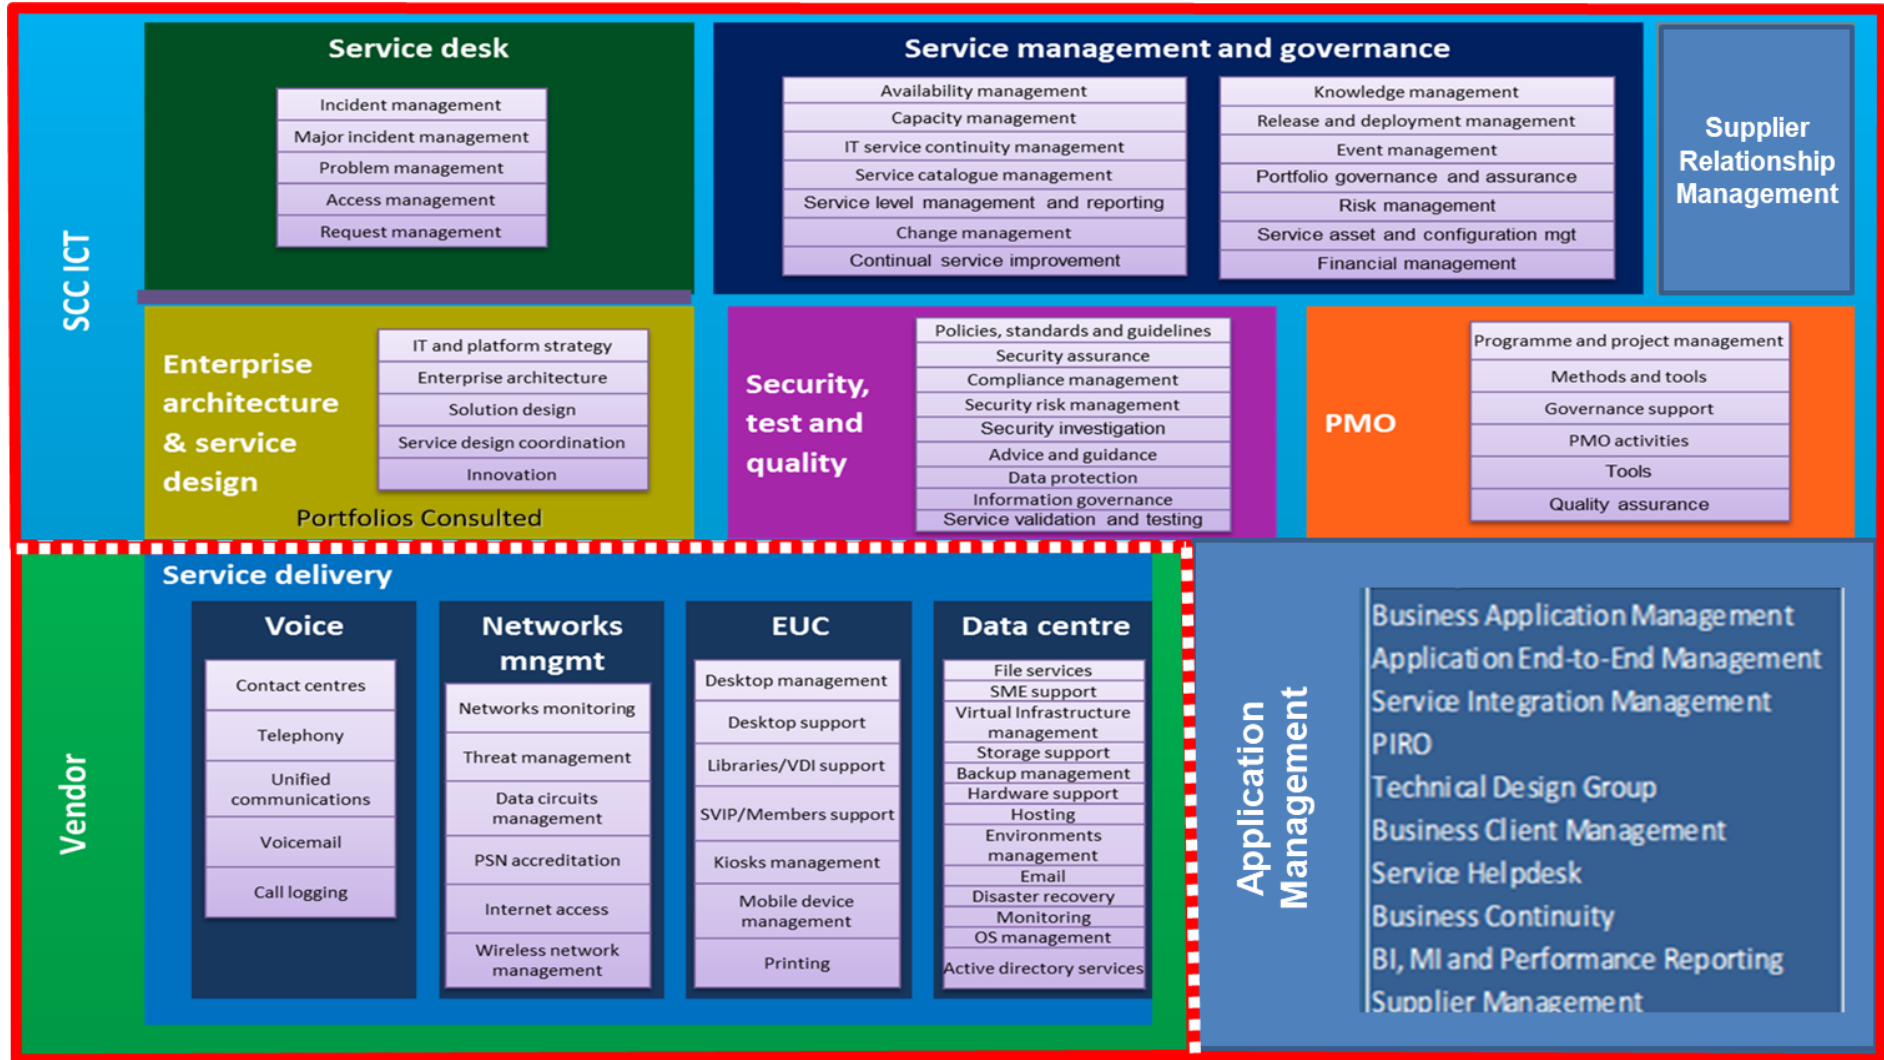 SCC ICT
Service desk
Incident management
Major incident management
Problem management
Access management
Request management
Service management and governance
Availability management
Capacity management
IT service continuity management
Service catalogue management
Service level management and reporting
Change management
Continual service improvement
Knowledge management
Release and deployment management
Event management
Portfolio governance and assurance
Risk management
Service asset and configuration mgt
Financial management
Supplier
Relationship
Management
Enterprise
architecture
& service
design
IT and platform strategy
Enterprise architecture
Solution design
Service design coordination
Innovation
Portfolios Consulted
Security,
test and
quality
Policies, standards and guidelines
Security assurance
Compliance management
Security risk management
Security investigation
Advice and guidance
Data protection
Information governance
Service validation and testing
PMO
Programme and project management
Methods and tools
Governance support
PMO activities
Tools
Quality assurance
Vendor
Service delivery
Voice
Contact centres
Telephony
Unified
communications
Voicemail
Call logging
Networks
mngmt
Networks monitoring
Threat management
Data circuits
management
PSN accreditation
Internet access
Wireless network
management
EUC
Desktop management
Desktop support
Libraries/VDI support
SVIP/Members support
Kiosks management
Mobile device
management
Printing
Data centre
File services
SME support
Virtual Infrastructure
management
Storage support
Backup management
Hardware support
Hosting
Environments
management
Email
Disaster recovery
Monitoring
OS management
Active directory services
Application
Management
Business Application Management
Application End-to-End Management
Service Integration Management
PIRO
Technical Design Group
Business Client Management
Service Helpdesk
Business Continuity
BI, MI and Performance Reporting
Supplier Management